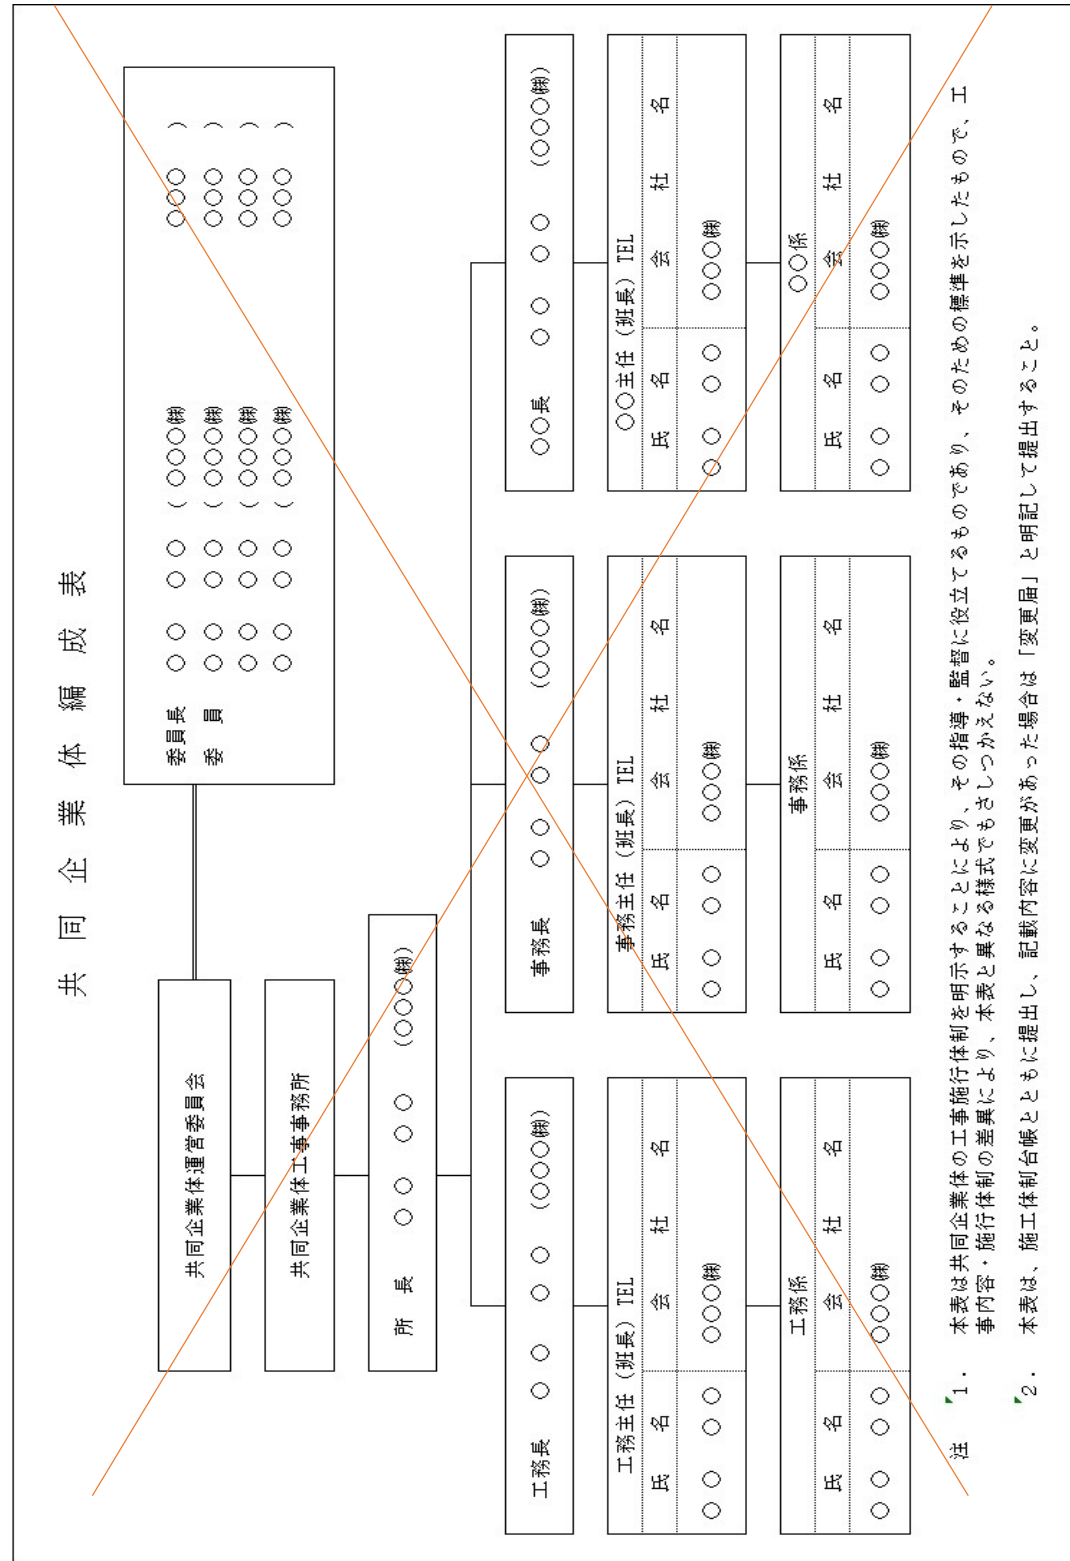 共同企業体編成表
共同企業体運営委員会
委員長 ○○ ○○ (○○○○㈱) ○○○ )
委 員 ○○ ○○ (○○○○㈱) ○○○ )
○○ ○○ (○○○○㈱) ○○○ )
○○ ○○ (○○○○㈱) ○○○ )
共同企業体工事事務所
所 長 ○○ ○○ (○○○○㈱)
工務長 ○○ ○○ (○○○○㈱)
事務長 ○○ ○○ (○○○○㈱)
○○長 ○○ ○○ (○○○○㈱)
工務主任(班長) TEL
氏 名 会 社 名
○○ ○○ ○○○○㈱
事務主任(班長) TEL
氏 名 会 社 名
○○ ○○ ○○○○㈱
○○主任(班長) TEL
氏 名 会 社 名
○○ ○○ ○○○○㈱
工務係
氏 名 会 社 名
○○ ○○ ○○○○㈱
事務係
氏 名 会 社 名
○○ ○○ ○○○○㈱
○○係
氏 名 会 社 名
○○ ○○ ○○○○㈱
注 1. 本表は共同企業体の工事施行体制を明示することにより、その指導・監督に役立てるものであり、そのための標準を示したもので、工
事内容・施行体制の差異により、本表と異なる様式でもさしつかえない。
2. 本表は、施工体制台帳とともに提出し、記載内容に変更があった場合は「変更届」と明記して提出すること。